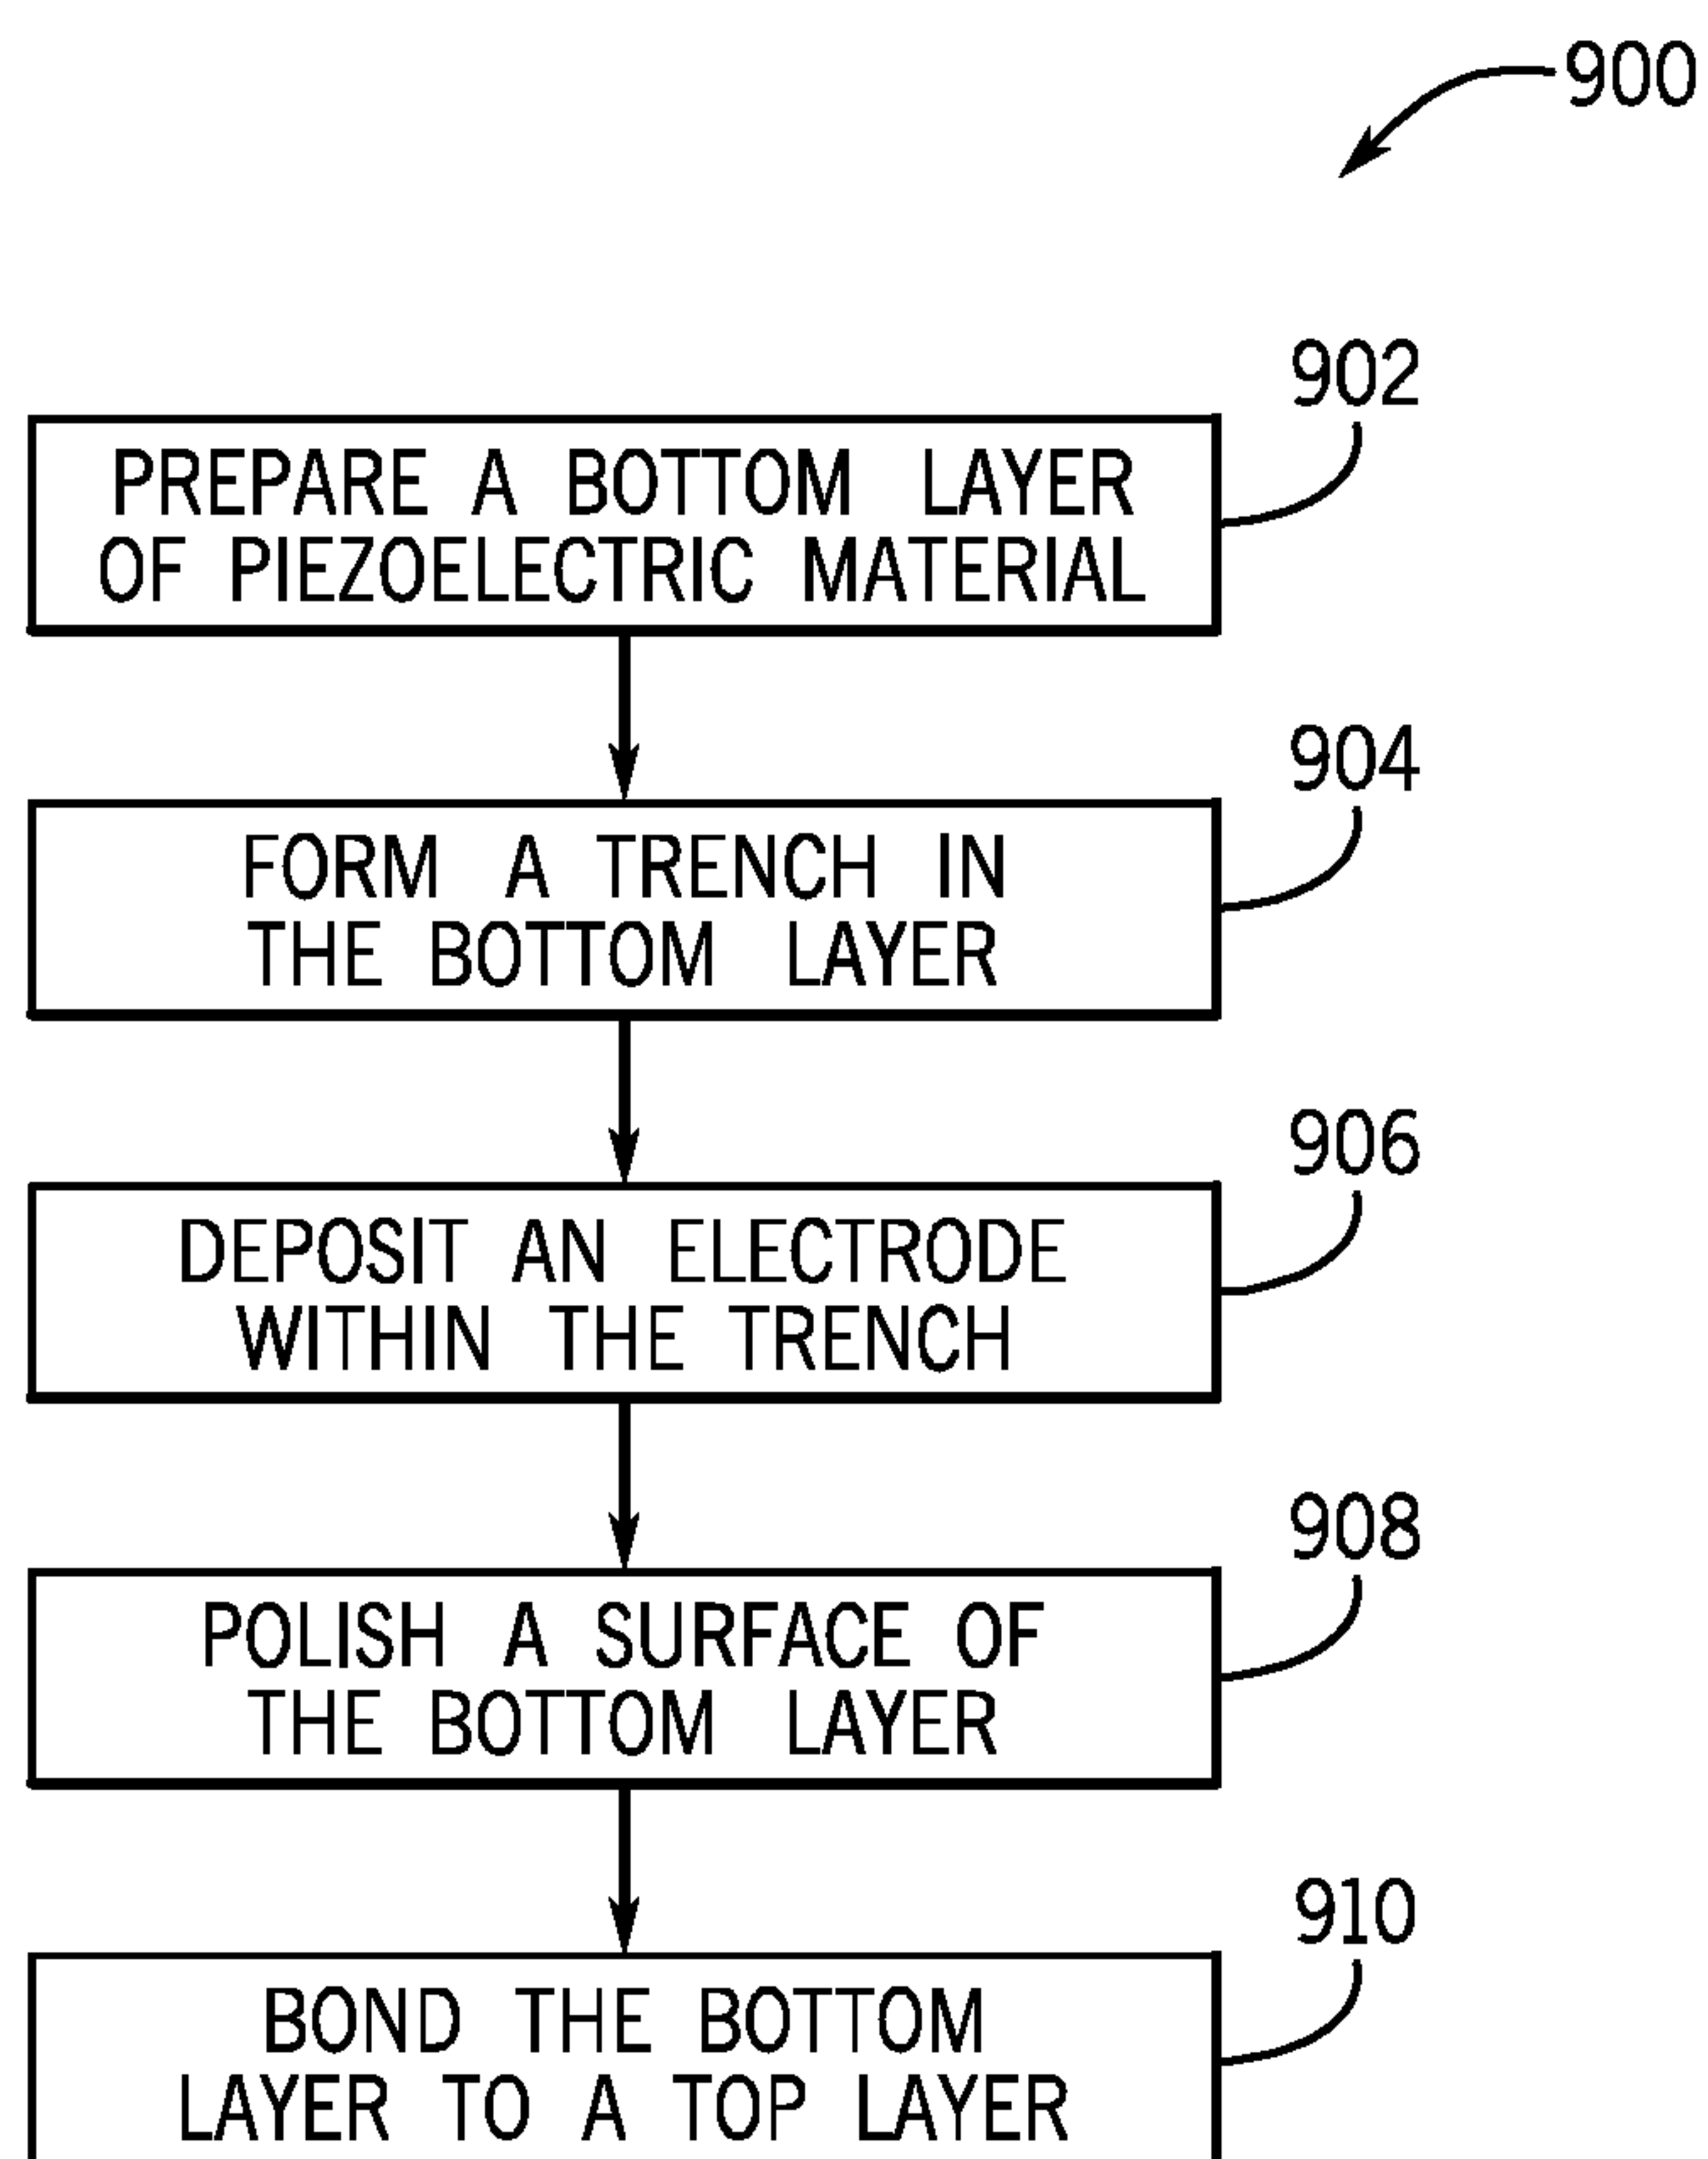 900
902
PREPARE A BOTTOM LAYER
OF PIEZOELECTRIC MATERIAL
904
FORM A TRENCH IN
THE BOTTOM LAYER
906
DEPOSIT AN ELECTRODE
WITHIN THE TRENCH
908
POLISH A SURFACE OF
THE BOTTOM LAYER
910
BOND THE BOTTOM
LAYER TO A TOP LAYER